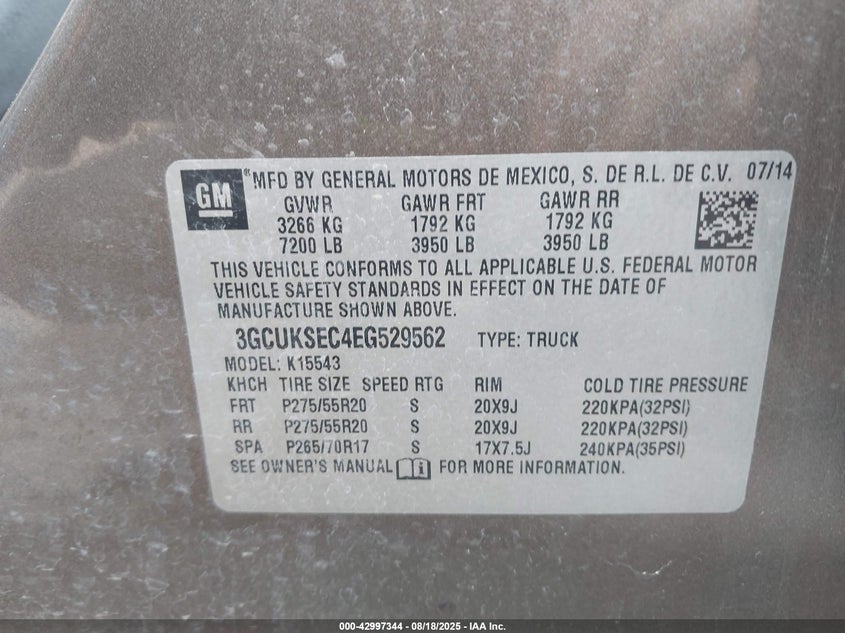 GM ® MFD BY GENERAL MOTORS DE MEXICO, S. DE R.L. DE C.V. 07/14
GVWR GAWR FRT GAWR RR
3266 KG 1792 KG 1792 KG
7200 LB 3950 LB 3950 LB
THIS VEHICLE CONFORMS TO ALL APPLICABLE U.S. FEDERAL MOTOR
VEHICLE SAFETY STANDARDS IN EFFECT ON THE DATE OF
MANUFACTURE SHOWN ABOVE.
3GCUKSEC4EG529562 TYPE: TRUCK
MODEL: K15543
KHCH TIRE SIZE SPEED RTG RIM COLD TIRE PRESSURE
FRT P275/55R20 S 20X9J 220KPA(32PSI)
RR P275/55R20 S 20X9J 220KPA(32PSI)
SPA P265/70R17 S 17X7.5J 240KPA(35PSI)
SEE OWNER'S MANUAL FOR MORE INFORMATION.
000-42997344 - 08/18/2025 - IAA Inc.